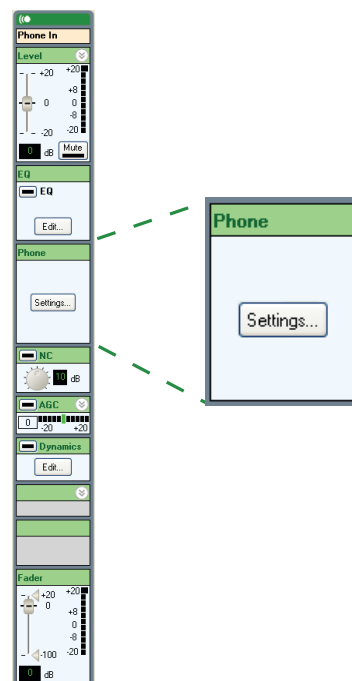 Phone In
Level
+20 +20
+8
0 0
-8
-20 -20
0 dB Mute
EQ
EQ
Edit...
Phone
Settings...
NC
10 dB
AGC
0 -20 +20
Dynamics
Edit...
Fader
+20 +20
0 +8
0
-8
-100 -20
0 dB
Phone
Settings...